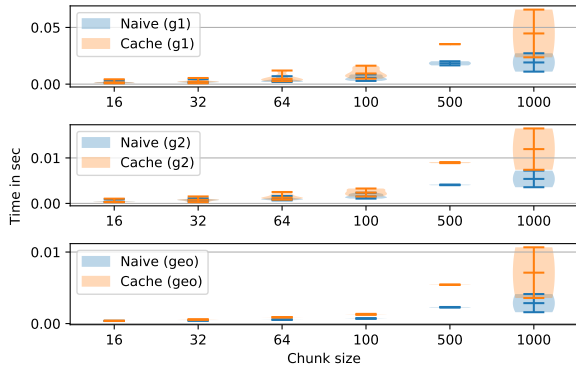 0.05
0.00
Naive (g1)
Cache (g1)
16 32 64 100 500 1000
0.01
0.00
Naive (g2)
Cache (g2)
16 32 64 100 500 1000
0.01
0.00
Naive (geo)
Cache (geo)
16 32 64 100 500 1000
Time in sec
Chunk size